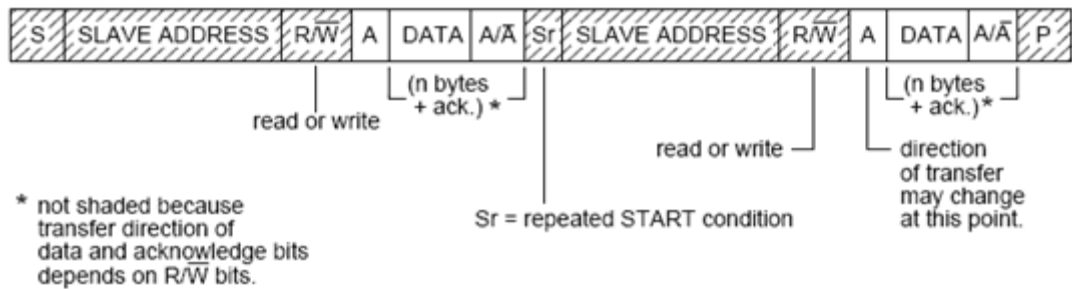 S SLAVE ADDRESS R/W̅ A DATA A/A̅ Sr SLAVE ADDRESS R/W̅ A DATA A/A̅ P
(n bytes
+ ack.) *
(n bytes
+ ack.) *
read or write
read or write
direction
of transfer
may change
at this point.
* not shaded because
transfer direction of
data and acknowledge bits
depends on R/W̅ bits.
Sr = repeated START condition